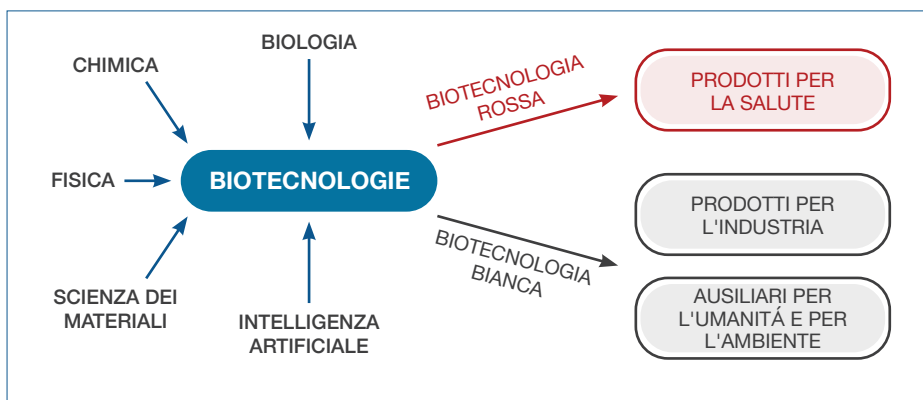 BIOLOGIA
CHIMICA
FISICA
SCIENZA DEI
MATERIALI
INTELLIGENZA
ARTIFICIALE
BIOTECNOLOGIE
BIOTECNOLOGIA
ROSSA
BIOTECNOLOGIA
BIANCA
PRODOTTI PER
LA SALUTE
PRODOTTI PER
L'INDUSTRIA
AUSILIARI PER
L'UMANITÁ E PER
L'AMBIENTE